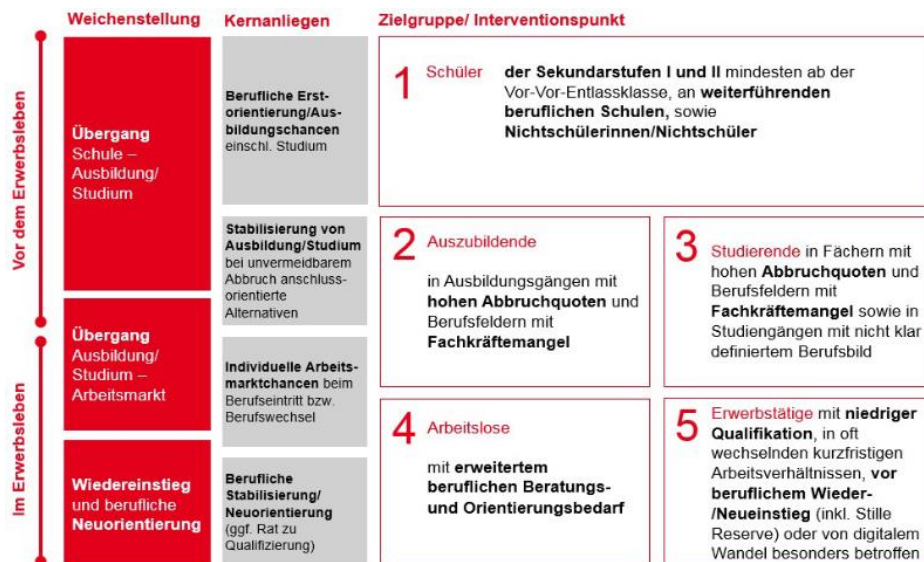 Weichenstellung
Kernanliegen
Zielgruppe/ Interventionspunkt
Vor dem Erwerbsleben
Im Erwerbsleben
Übergang
Schule –
Ausbildung/
Studium
Übergang
Ausbildung/
Studium –
Arbeitsmarkt
Wiedereinstieg
und berufliche
Neuorientierung
Berufliche Erst-
orientierung/Aus-
bildungschancen
einschl. Studium
Stabilisierung von
Ausbildung/Studium
bei unvermeidbarem
Abbruch anschluss-
orientierte
Alternativen
Individuelle Arbeits-
marktchancen beim
Berufseintritt bzw.
Berufswechsel
Berufliche
Stabilisierung/
Neuorientierung
(ggf. Rat zu
Qualifizierung)
1 Schüler der Sekundarstufen I und II mindesten ab der
Vor-Vor-Entlassklasse, an weiterführenden
beruflichen Schulen, sowie
Nichtschülerinnen/Nichtschüler
2 Auszubildende
in Ausbildungsgängen mit
hohen Abbruchquoten und
Berufsfeldern mit
Fachkräftemangel
3 Studierende in Fächern mit
hohen Abbruchquoten und
Berufsfeldern mit
Fachkräftemangel sowie in
Studiengängen mit nicht klar
definiertem Berufsbild
4 Arbeitslose
mit erweitertem
beruflichen Beratungs-
und Orientierungsbedarf
5 Erwerbstätige mit niedriger
Qualifikation, in oft
wechselnden kurzfristigen
Arbeitsverhältnissen, vor
beruflichem Wieder-
/Neueinstieg (inkl. Stille
Reserve) oder von digitalem
Wandel besonders betroffen